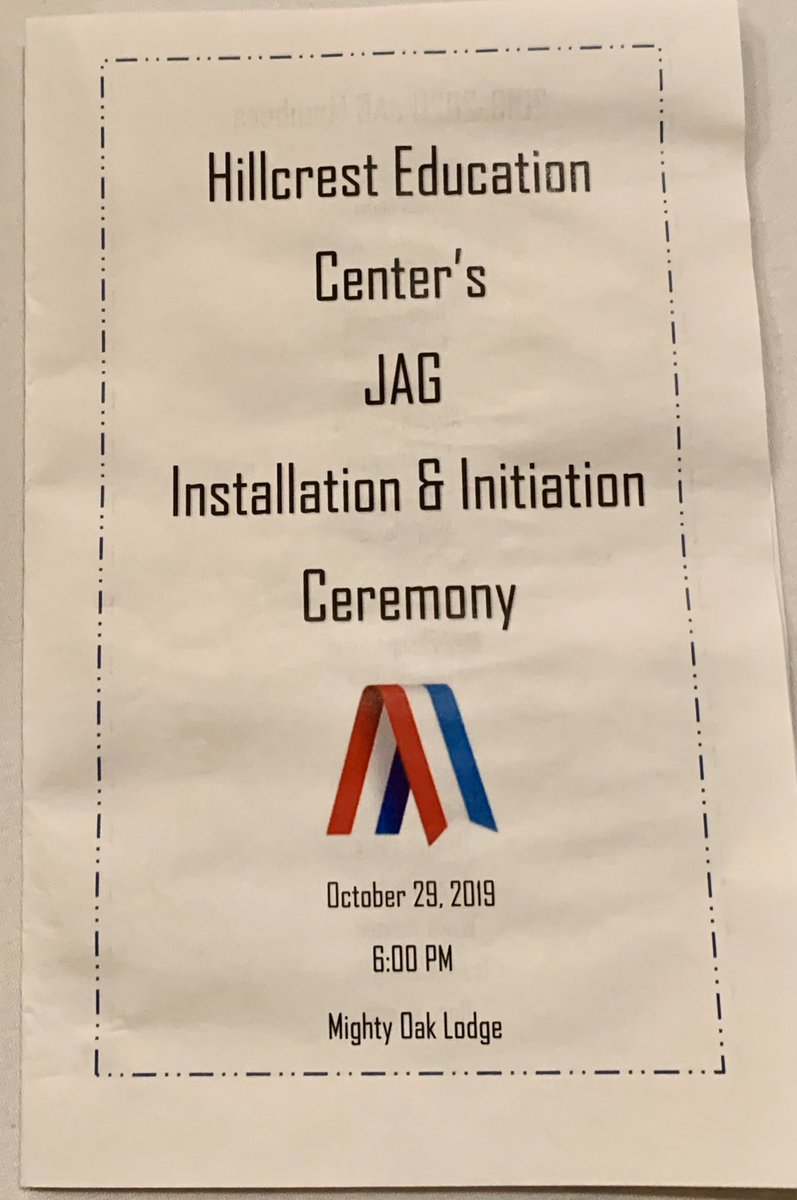 Hillcrest Education
Center's
JAG
Installation & Initiation
Ceremony
October 29, 2019
6:00 PM
Mighty Oak Lodge